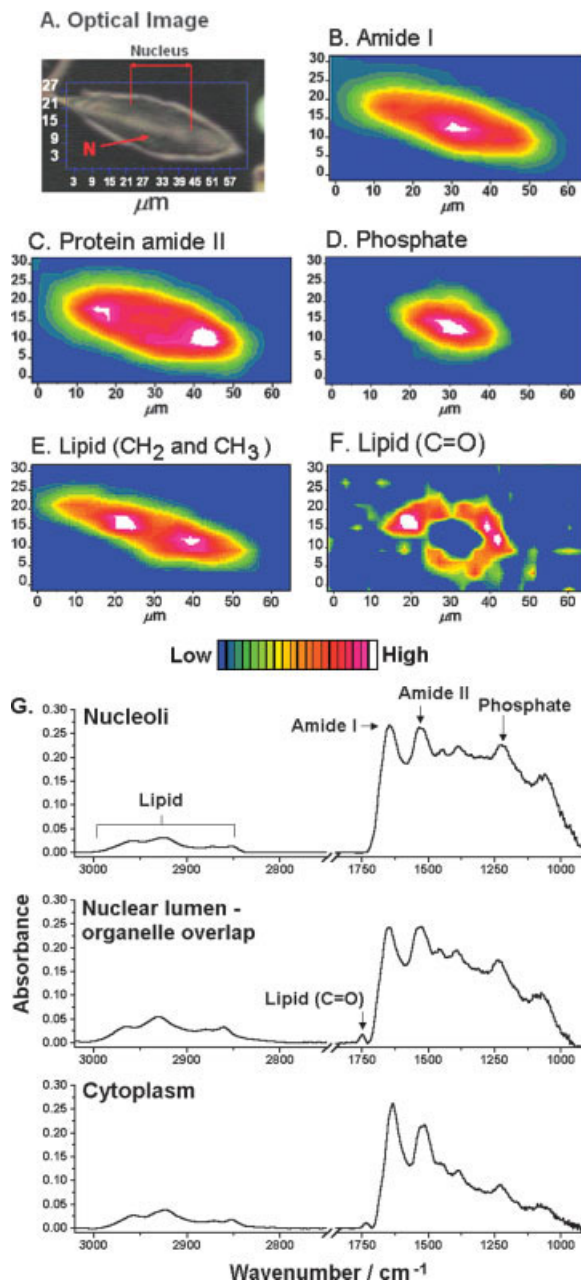 A. Optical Image
Nucleus
27
21
15
9
3
N
3 9 15 21 27 33 39 45 51 57
μm
B. Amide I
30
25
20
15
10
5
0
0 10 20 30 40 50 60
μm
C. Protein amide II
30
25
20
15
10
5
0
0 10 20 30 40 50 60
μm
D. Phosphate
30
25
20
15
10
5
0
0 10 20 30 40 50 60
μm
E. Lipid (CH₂ and CH₃ )
30
25
20
15
10
5
0
0 10 20 30 40 50 60
μm
F. Lipid (C=O)
30
25
20
15
10
5
0
0 10 20 30 40 50 60
μm
Low High
G.
Nucleoli
Lipid
Amide I
Amide II
Phosphate
0.30
0.25
0.20
0.15
0.10
0.05
0.00
3000 2900 2800 1750 1500 1250 1000
Absorbance
Nuclear lumen -
organelle overlap
Lipid (C=O)
0.30
0.25
0.20
0.15
0.10
0.05
0.00
3000 2900 2800 1750 1500 1250 1000
Cytoplasm
0.30
0.25
0.20
0.15
0.10
0.05
0.00
3000 2900 2800 1750 1500 1250 1000
Wavenumber / cm⁻¹